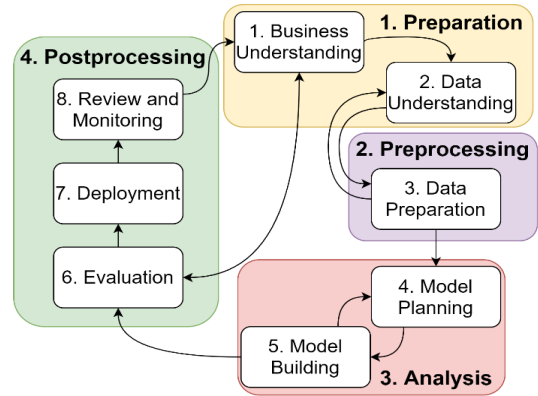 1. Preparation
1. Business
Understanding
2. Data
Understanding
2. Preprocessing
3. Data
Preparation
4. Model
Planning
5. Model
Building
3. Analysis
4. Postprocessing
8. Review and
Monitoring
7. Deployment
6. Evaluation